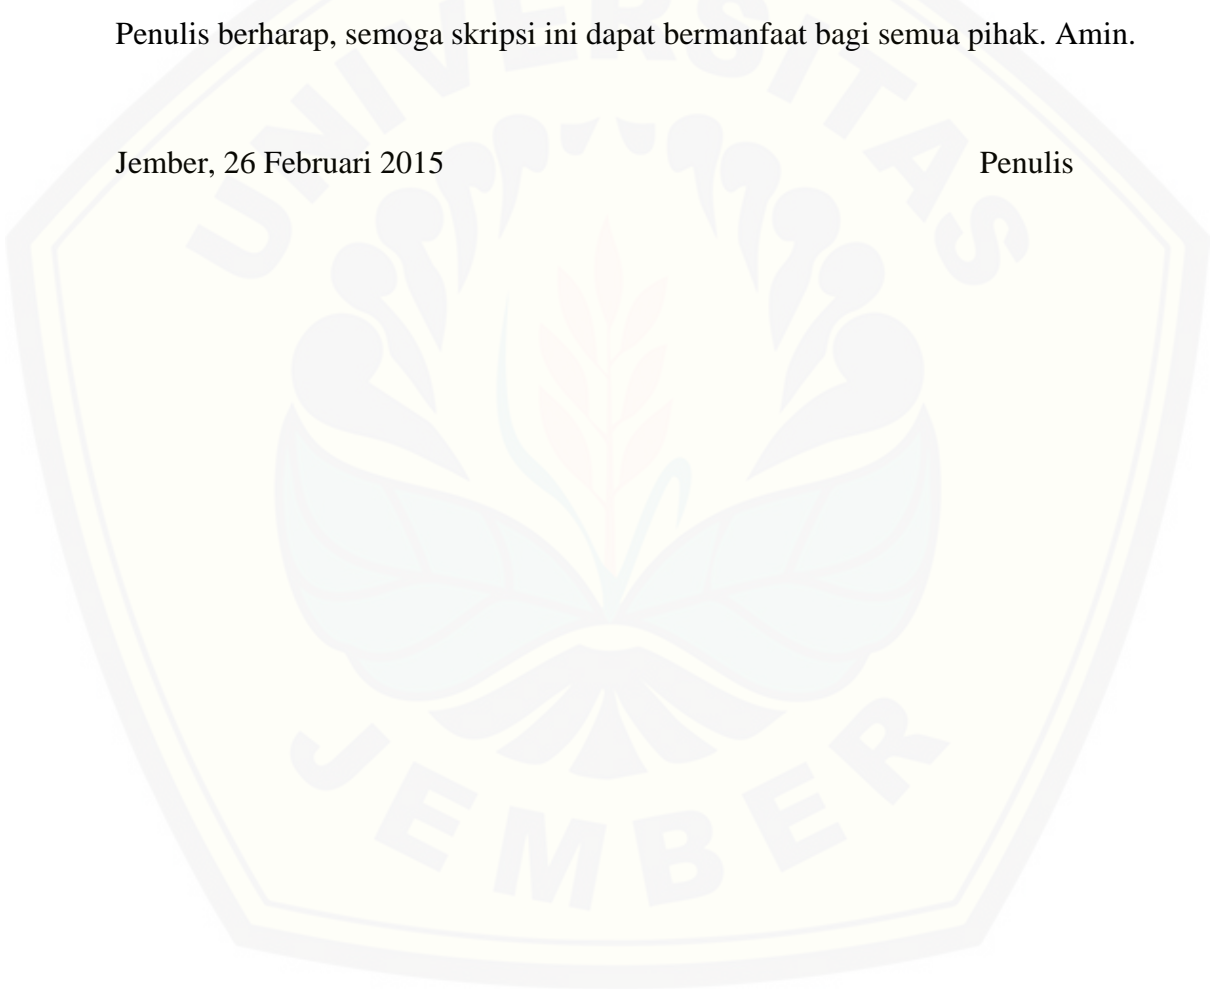 Penulis berharap, semoga skripsi ini dapat bermanfaat bagi semua pihak. Amin.
Jember, 26 Februari 2015 Penulis
UNIVERSITAS
JEMBER